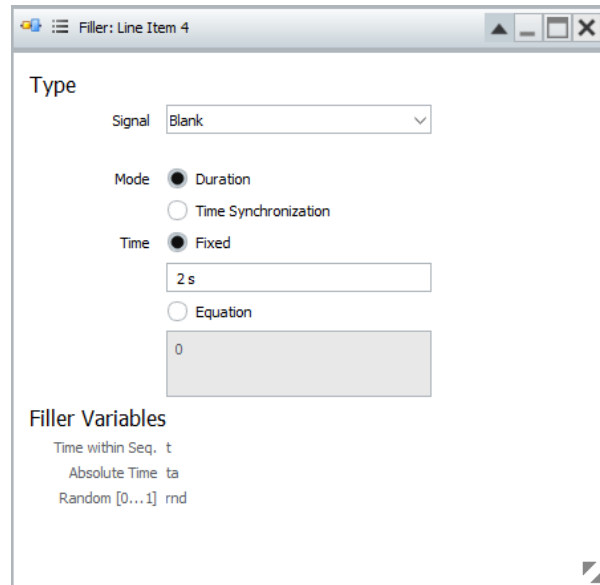 Filler: Line Item 4
Type
Signal Blank
Mode Duration
Time Synchronization
Time Fixed
2 s
Equation
0
Filler Variables
Time within Seq. t
Absolute Time ta
Random [0...1] rnd